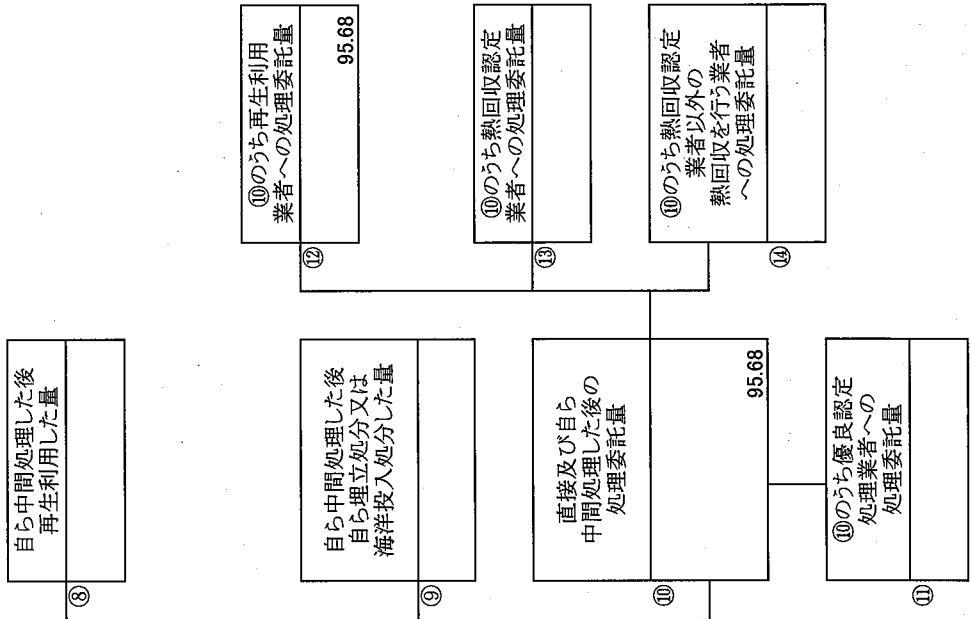 ⑧
自ら中間処理した後
再生利用した量
⑨
自ら中間処理した後
自ら埋立処分又は
海洋投入処分した量
⑩
直接及び自ら
中間処理した後の
処理委託量
95.68
⑪
⑩のうち優良認定
処理業者への
処理委託量
⑫
⑩のうち再生利用
業者への処理委託量
95.68
⑬
⑩のうち熱回収認定
業者への処理委託量
⑭
⑩のうち熱回収認定
業者以外の
熱回収を行う業者
への処理委託量